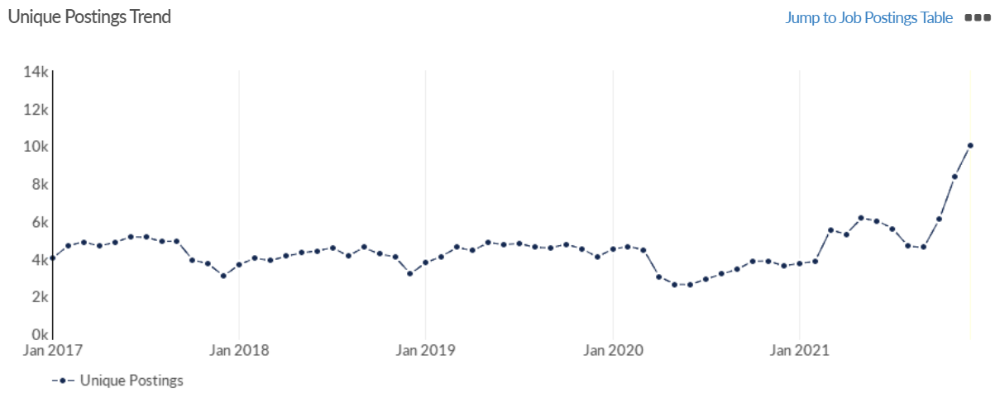 Unique Postings Trend
Jump to Job Postings Table
14k
12k
10k
8k
6k
4k
2k
0k
Jan 2017 Jan 2018 Jan 2019 Jan 2020 Jan 2021
Unique Postings